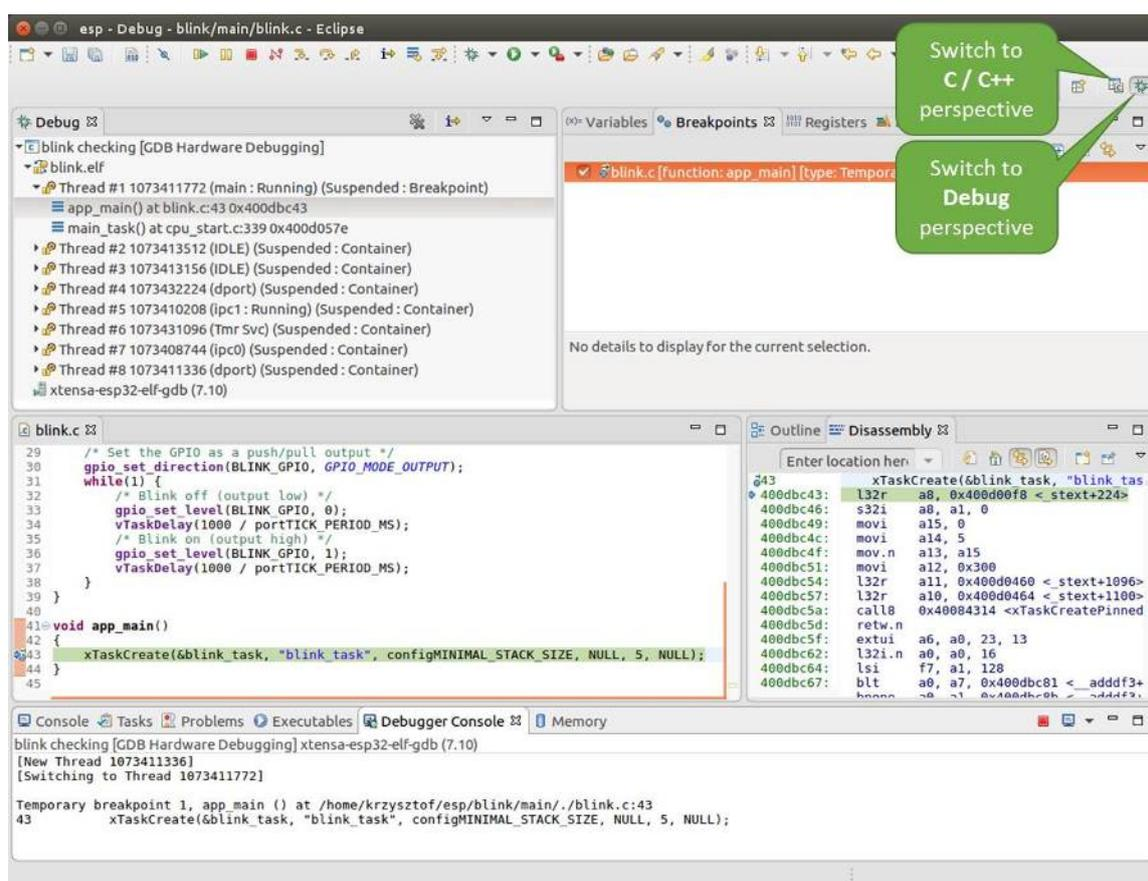 esp - Debug - blink/main/blink.c - Eclipse
Switch to
C / C++
perspective
Debug
(x)= Variables Breakpoints Registers
blink checking [GDB Hardware Debugging]
blink.elf
Thread #1 1073411772 (main : Running) (Suspended : Breakpoint)
app_main() at blink.c:43 0x400dbc43
main_task() at cpu_start.c:339 0x400d057e
Thread #2 1073413512 (IDLE) (Suspended : Container)
Thread #3 1073413156 (IDLE) (Suspended : Container)
Thread #4 1073432224 (dport) (Suspended : Container)
Thread #5 1073410208 (ipc1 : Running) (Suspended : Container)
Thread #6 1073431096 (Tmr Svc) (Suspended : Container)
Thread #7 1073408744 (ipc0) (Suspended : Container)
Thread #8 1073411336 (dport) (Suspended : Container)
xtensa-esp32-elf-gdb (7.10)
blink.c [function: app_main] [type: Tempora
Switch to
Debug
perspective
No details to display for the current selection.
blink.c
29 /* Set the GPIO as a push/pull output */
30 gpio_set_direction(BLINK_GPIO, GPIO_MODE_OUTPUT);
31 while(1) {
32 /* Blink off (output low) */
33 gpio_set_level(BLINK_GPIO, 0);
34 vTaskDelay(1000 / portTICK_PERIOD_MS);
35 /* Blink on (output high) */
36 gpio_set_level(BLINK_GPIO, 1);
37 vTaskDelay(1000 / portTICK_PERIOD_MS);
38 }
39 }
40
41 void app_main()
42 {
43 xTaskCreate(&blink_task, "blink_task", configMINIMAL_STACK_SIZE, NULL, 5, NULL);
44 }
45
Outline Disassembly
Enter location her
43 xTaskCreate(&blink_task, "blink_tas
400dbc43: l32r a8, 0x400d00f8 <_stext+224>
400dbc46: s32i a8, a1, 0
400dbc49: movi a15, 0
400dbc4c: movi a14, 5
400dbc4f: mov.n a13, a15
400dbc51: movi a12, 0x300
400dbc54: l32r a11, 0x400d0460 <_stext+1096>
400dbc57: l32r a10, 0x400d0464 <_stext+1100>
400dbc5a: call8 0x40084314 <xTaskCreatePinned
400dbc5d: retw.n
400dbc5f: extui a6, a0, 23, 13
400dbc62: l32i.n a0, a0, 16
400dbc64: lsi f7, a1, 128
400dbc67: blt a0, a7, 0x400dbc81 <__adddf3+
Console Tasks Problems Executables Debugger Console Memory
blink checking [GDB Hardware Debugging] xtensa-esp32-elf-gdb (7.10)
[New Thread 1073411336]
[Switching to Thread 1073411772]
Temporary breakpoint 1, app_main () at /home/krzysztof/esp/blink/main/./blink.c:43
43 xTaskCreate(&blink_task, "blink_task", configMINIMAL_STACK_SIZE, NULL, 5, NULL);